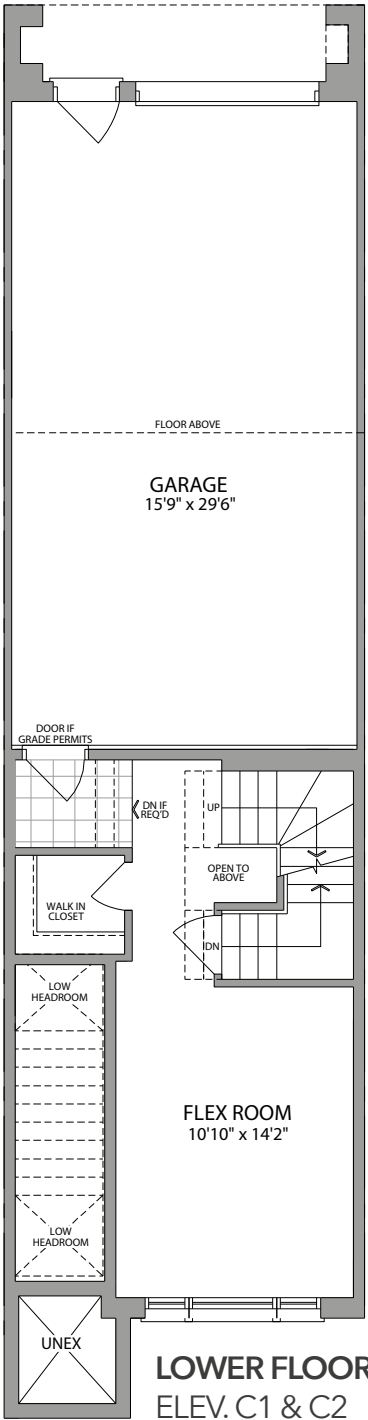 FLOOR ABOVE
GARAGE
15'9" x 29'6"
DOOR IF
GRADE PERMITS
DN IF
REQ'D
UP
OPEN TO
ABOVE
WALK IN
CLOSET
DN
LOW
HEADROOM
FLEX ROOM
10'10" x 14'2"
LOW
HEADROOM
UNEX
LOWER FLOOR
ELEV. C1 & C2